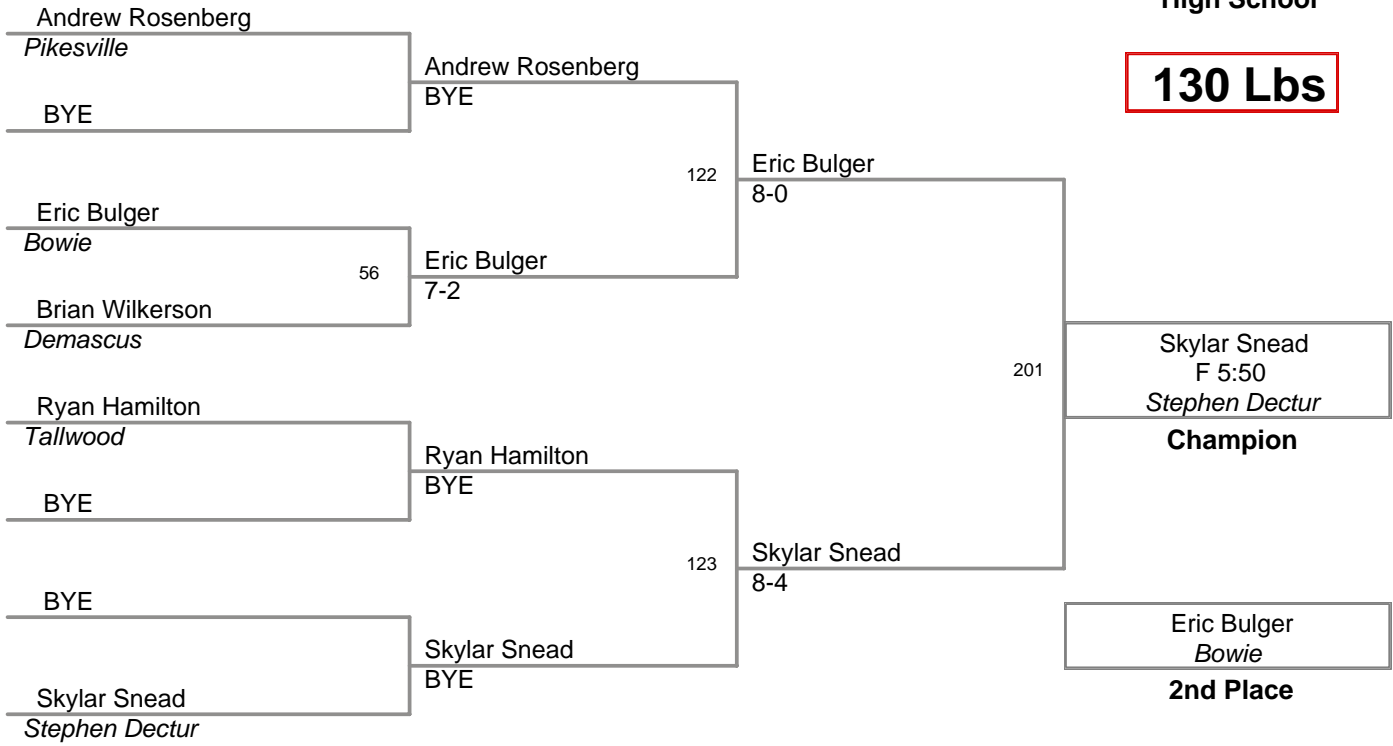 High School
130 Lbs
Andrew Rosenberg
Pikesville
BYE
Eric Bulger
Bowie
56
Brian Wilkerson
Demascus
Ryan Hamilton
Tallwood
BYE
BYE
Skylar Snead
Stephen Dectur
Andrew Rosenberg
BYE
122
Eric Bulger
7-2
Ryan Hamilton
BYE
123
Skylar Snead
BYE
Eric Bulger
8-0
201
Skylar Snead
8-4
Skylar Snead
F 5:50
Stephen Dectur
Champion
Eric Bulger
Bowie
2nd Place